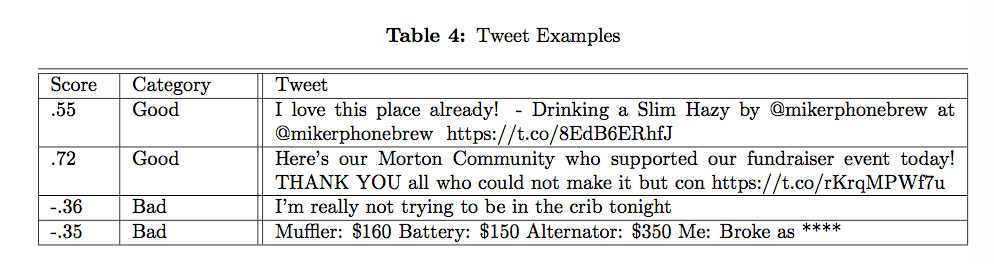 Table 4: Tweet Examples
Score Category Tweet
.55 Good I love this place already! - Drinking a Slim Hazy by @mikerphonebrew at
@mikerphonebrew https://t.co/8EdB6ERhfJ
.72 Good Here's our Morton Community who supported our fundraiser event today!
THANK YOU all who could not make it but con https://t.co/rKrqMPWf7u
-.36 Bad I'm really not trying to be in the crib tonight
-.35 Bad Muffler: $160 Battery: $150 Alternator: $350 Me: Broke as ****